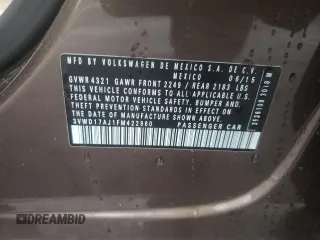 MFD BY VOLKSWAGEN DE MEXICO S.A. DE C.V.
MEXICO 06/15
GVWR 4321 GAWR FRONT 2249 / REAR 2183 LBS
THIS VEHICLE CONFORMS TO ALL APPLICABLE U.S.
FEDERAL MOTOR VEHICLE SAFETY, BUMPER AND
THEFT PREVENTION STANDARDS IN EFFECT ON THE
DATE OF MANUFACTURE SHOWN ABOVE.
3VWD17AJ1FM422960 PASSENGER CAR
DREAMBID